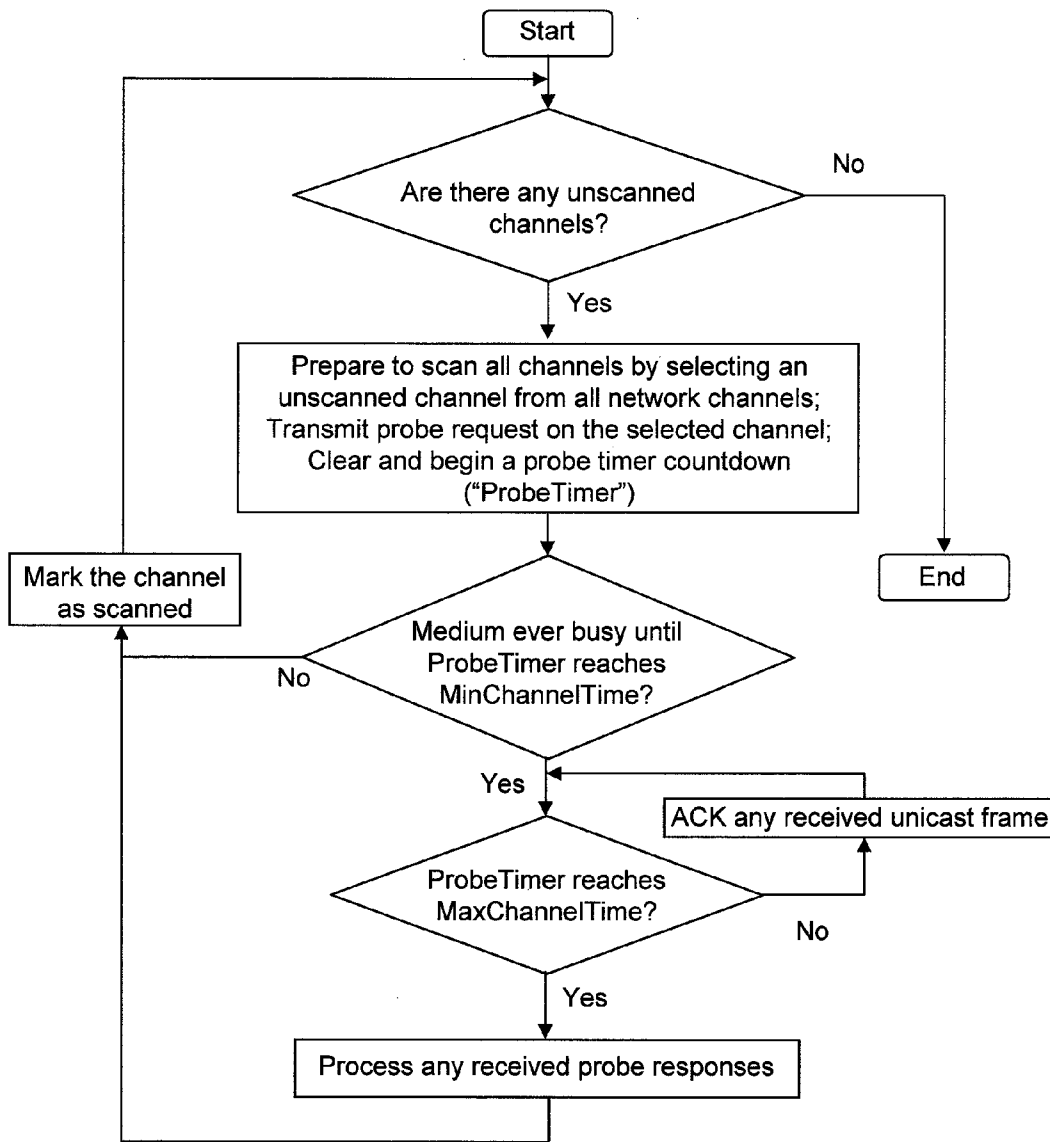 Start
No
Are there any unscanned
channels?
Yes
Prepare to scan all channels by selecting an
unscanned channel from all network channels;
Transmit probe request on the selected channel;
Clear and begin a probe timer countdown
("ProbeTimer")
Mark the channel
as scanned
End
Medium ever busy until
ProbeTimer reaches
MinChannelTime?
No
Yes
ACK any received unicast frame
ProbeTimer reaches
MaxChannelTime?
No
Yes
Process any received probe responses